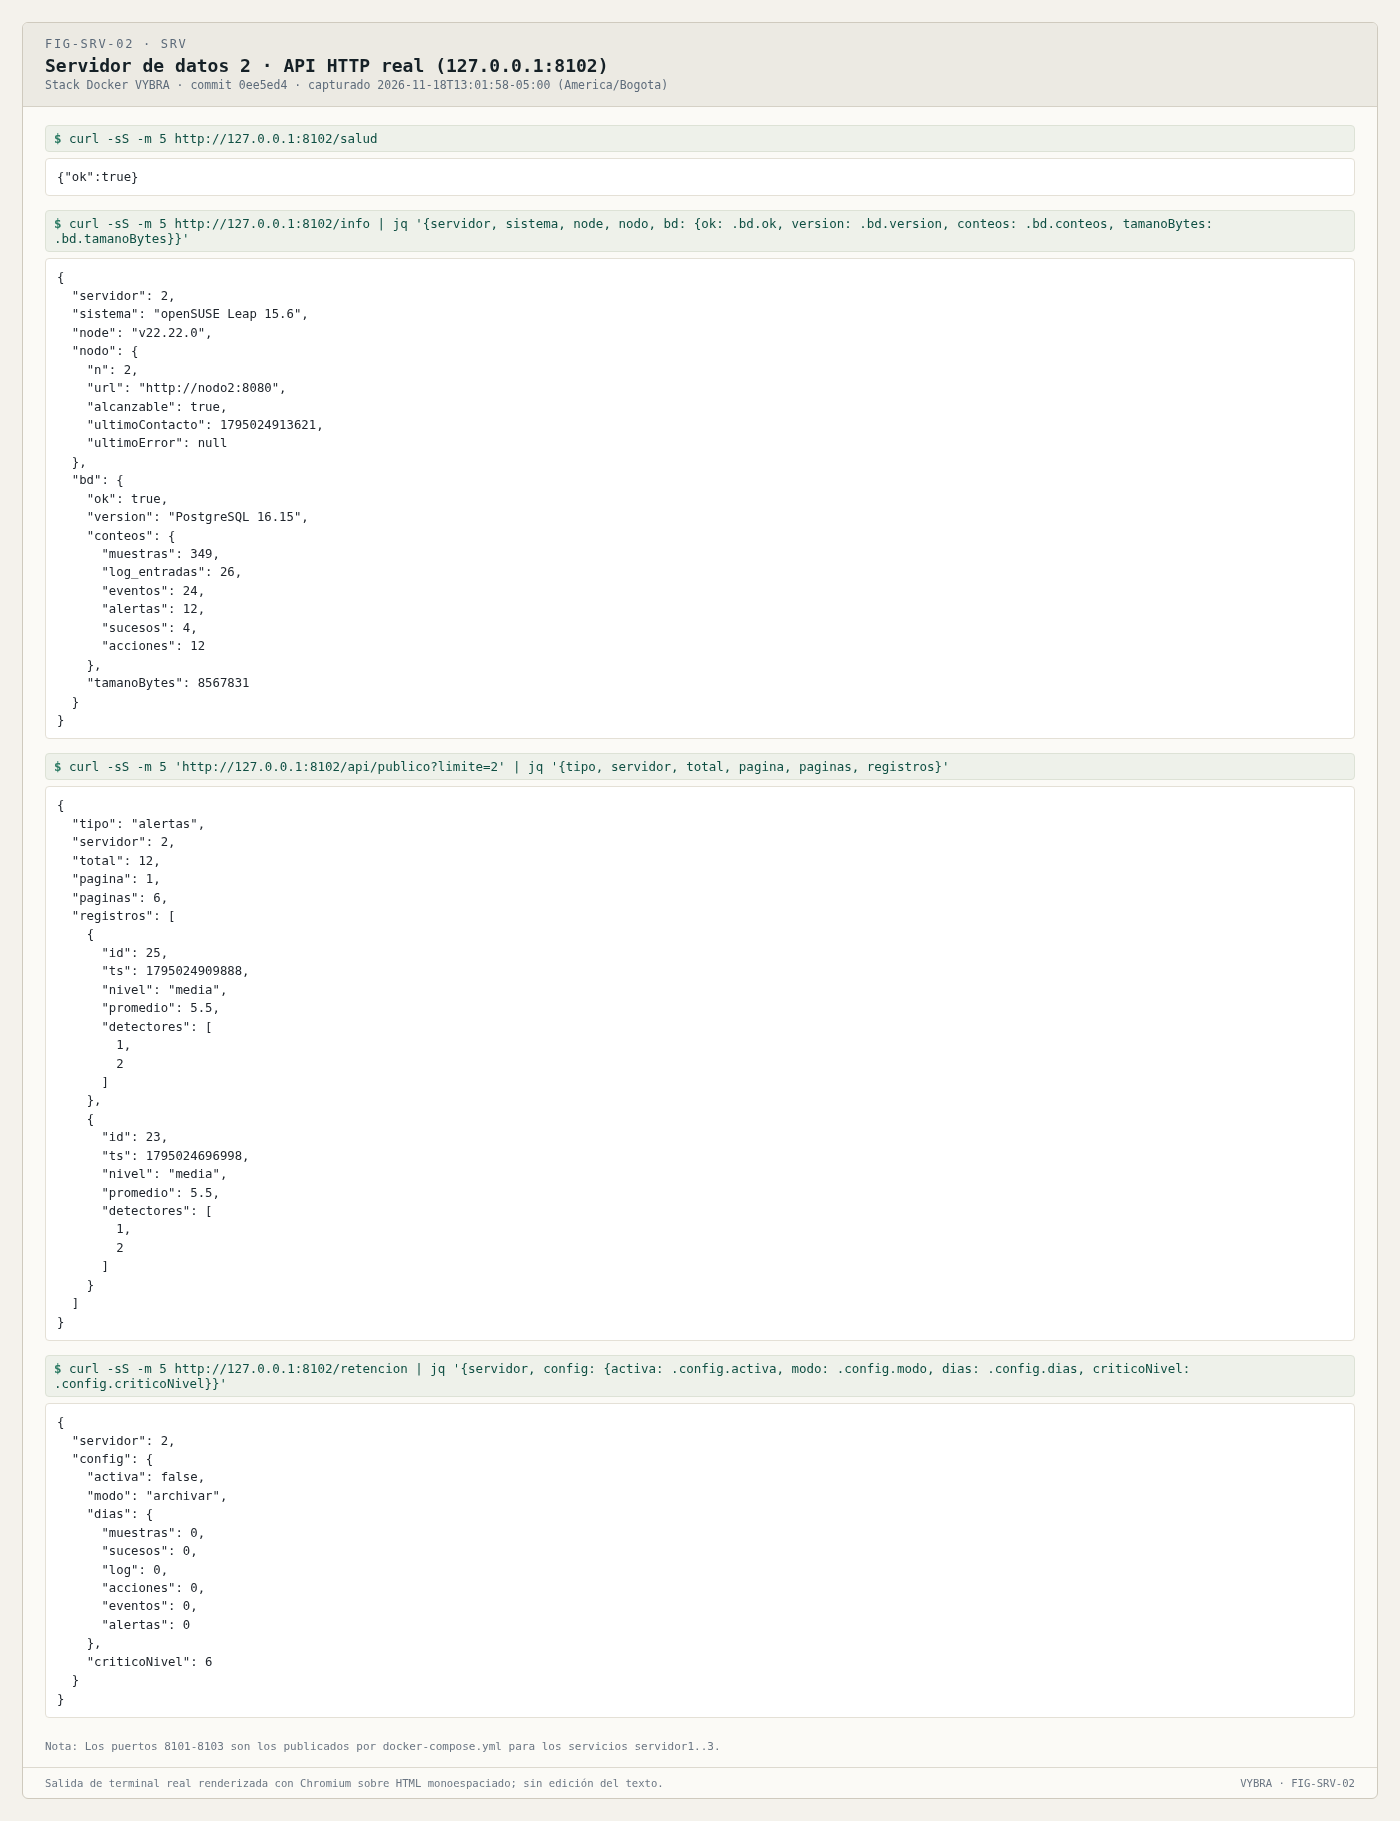 FIG-SRV-02 · SRV
Servidor de datos 2 · API HTTP real (127.0.0.1:8102)
Stack Docker VYBRA · commit 0ee5ed4 · capturado 2026-11-18T13:01:58-05:00 (America/Bogota)
$ curl -sS -m 5 http://127.0.0.1:8102/salud
{"ok":true}
$ curl -sS -m 5 http://127.0.0.1:8102/info | jq '{servidor, sistema, node, nodo, bd: {ok: .bd.ok, version: .bd.version, conteos: .bd.conteos, tamanoBytes:
.bd.tamanoBytes}}'
{
  "servidor": 2,
  "sistema": "openSUSE Leap 15.6",
  "node": "v22.22.0",
  "nodo": {
    "n": 2,
    "url": "http://nodo2:8080",
    "alcanzable": true,
    "ultimoContacto": 1795024913621,
    "ultimoError": null
  },
  "bd": {
    "ok": true,
    "version": "PostgreSQL 16.15",
    "conteos": {
      "muestras": 349,
      "log_entradas": 26,
      "eventos": 24,
      "alertas": 12,
      "sucesos": 4,
      "acciones": 12
    },
    "tamanoBytes": 8567831
  }
}
$ curl -sS -m 5 'http://127.0.0.1:8102/api/publico?limite=2' | jq '{tipo, servidor, total, pagina, paginas, registros}'
{
  "tipo": "alertas",
  "servidor": 2,
  "total": 12,
  "pagina": 1,
  "paginas": 6,
  "registros": [
    {
      "id": 25,
      "ts": 1795024909888,
      "nivel": "media",
      "promedio": 5.5,
      "detectores": [
        1,
        2
      ]
    },
    {
      "id": 23,
      "ts": 1795024696998,
      "nivel": "media",
      "promedio": 5.5,
      "detectores": [
        1,
        2
      ]
    }
  ]
}
$ curl -sS -m 5 http://127.0.0.1:8102/retencion | jq '{servidor, config: {activa: .config.activa, modo: .config.modo, dias: .config.dias, criticoNivel:
.config.criticoNivel}}'
{
  "servidor": 2,
  "config": {
    "activa": false,
    "modo": "archivar",
    "dias": {
      "muestras": 0,
      "sucesos": 0,
      "log": 0,
      "acciones": 0,
      "eventos": 0,
      "alertas": 0
    },
    "criticoNivel": 6
  }
}
Nota: Los puertos 8101-8103 son los publicados por docker-compose.yml para los servicios servidor1..3.
Salida de terminal real renderizada con Chromium sobre HTML monoespaciado; sin edición del texto.
VYBRA · FIG-SRV-02